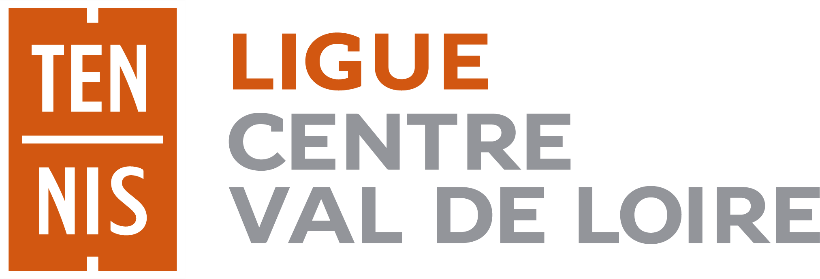 TEN
NIS
LIGUE
CENTRE
VAL DE LOIRE